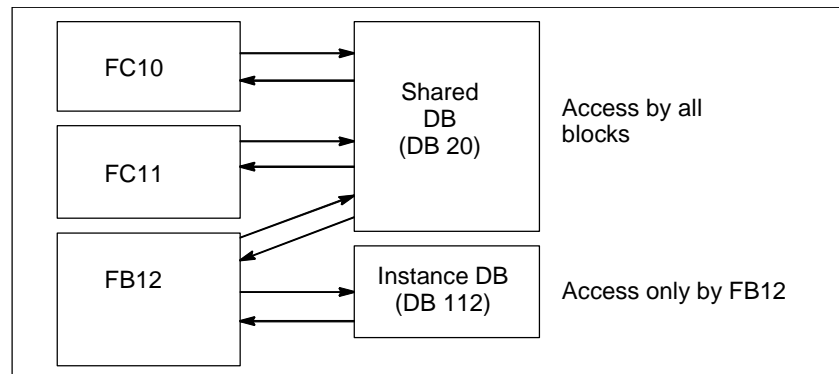 FC10
Shared
DB
(DB 20)
Access by all
blocks
FC11
FB12
Instance DB
(DB 112)
Access only by FB12